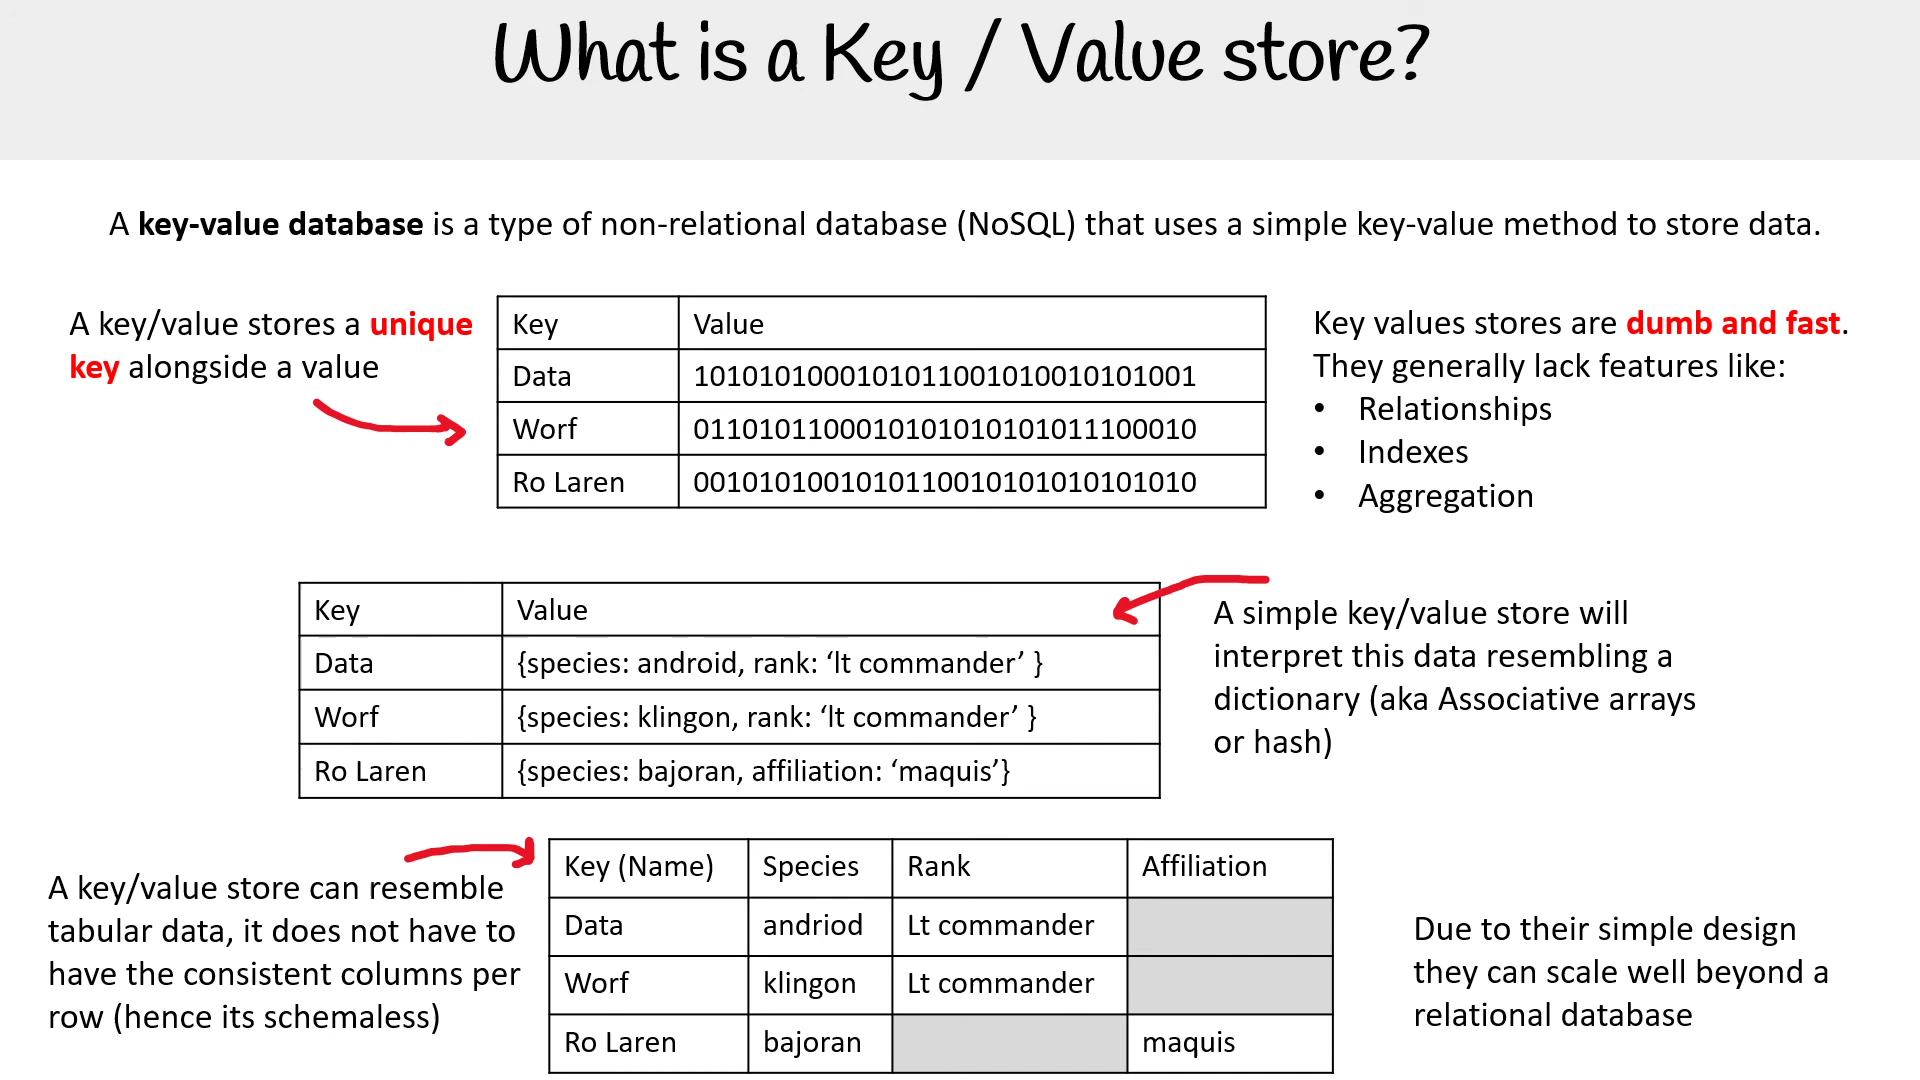 What is a Key / Value store?
A key-value database is a type of non-relational database (NoSQL) that uses a simple key-value method to store data.
A key/value stores a unique
key alongside a value
Key Value
Data 1010101000101011001010010101001
Worf 0110101100010101010101011100010
Ro Laren 0010101001010110010101010101010
Key values stores are dumb and fast.
They generally lack features like:
• Relationships
• Indexes
• Aggregation
Key Value
Data {species: android, rank: ‘lt commander’ }
Worf {species: klingon, rank: ‘lt commander’ }
Ro Laren {species: bajoran, affiliation: ‘maquis’}
A simple key/value store will
interpret this data resembling a
dictionary (aka Associative arrays
or hash)
A key/value store can resemble
tabular data, it does not have to
have the consistent columns per
row (hence its schemaless)
Key (Name) Species Rank Affiliation
Data andriod Lt commander
Worf klingon Lt commander
Ro Laren bajoran maquis
Due to their simple design
they can scale well beyond a
relational database